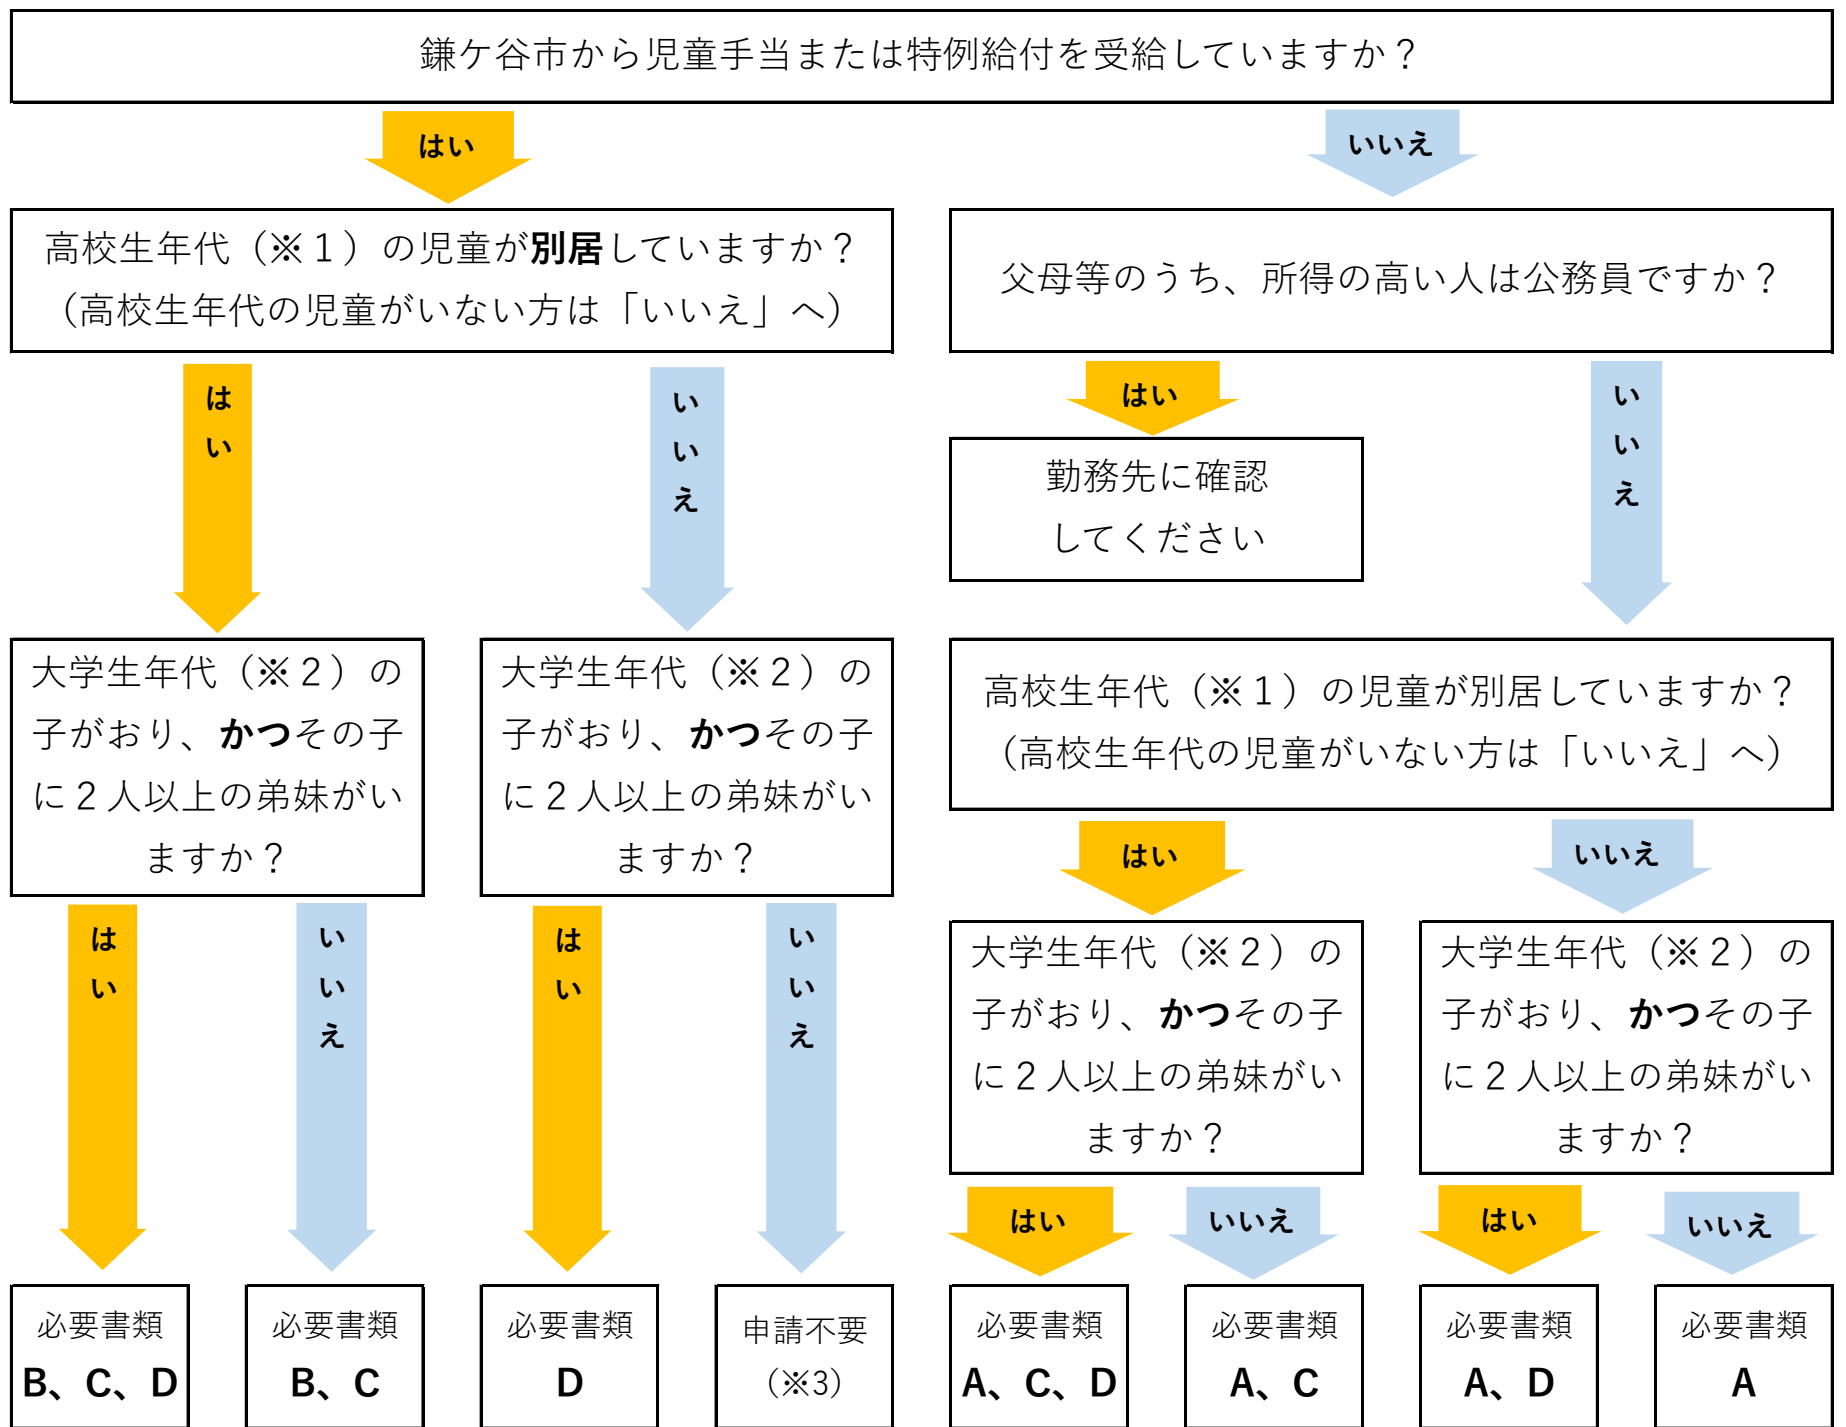 鎌ケ谷市から児童手当または特例給付を受給していますか？
はい
いいえ
高校生年代（※１）の児童が別居していますか？
（高校生年代の児童がいない方は「いいえ」へ）
父母等のうち、所得の高い人は公務員ですか？
はい
いいえ
はい
いいえ
勤務先に確認
してください
大学生年代（※２）の
子がおり、かつその子
に２人以上の弟妹がい
ますか？
大学生年代（※２）の
子がおり、かつその子
に２人以上の弟妹がい
ますか？
高校生年代（※１）の児童が別居していますか？
（高校生年代の児童がいない方は「いいえ」へ）
はい
いいえ
はい
いいえ
はい
いいえ
大学生年代（※２）の
子がおり、かつその子
に２人以上の弟妹がい
ますか？
大学生年代（※２）の
子がおり、かつその子
に２人以上の弟妹がい
ますか？
はい
いいえ
はい
いいえ
必要書類
B、C、D
必要書類
B、C
必要書類
D
申請不要
（※3）
必要書類
A、C、D
必要書類
A、C
必要書類
A、D
必要書類
A